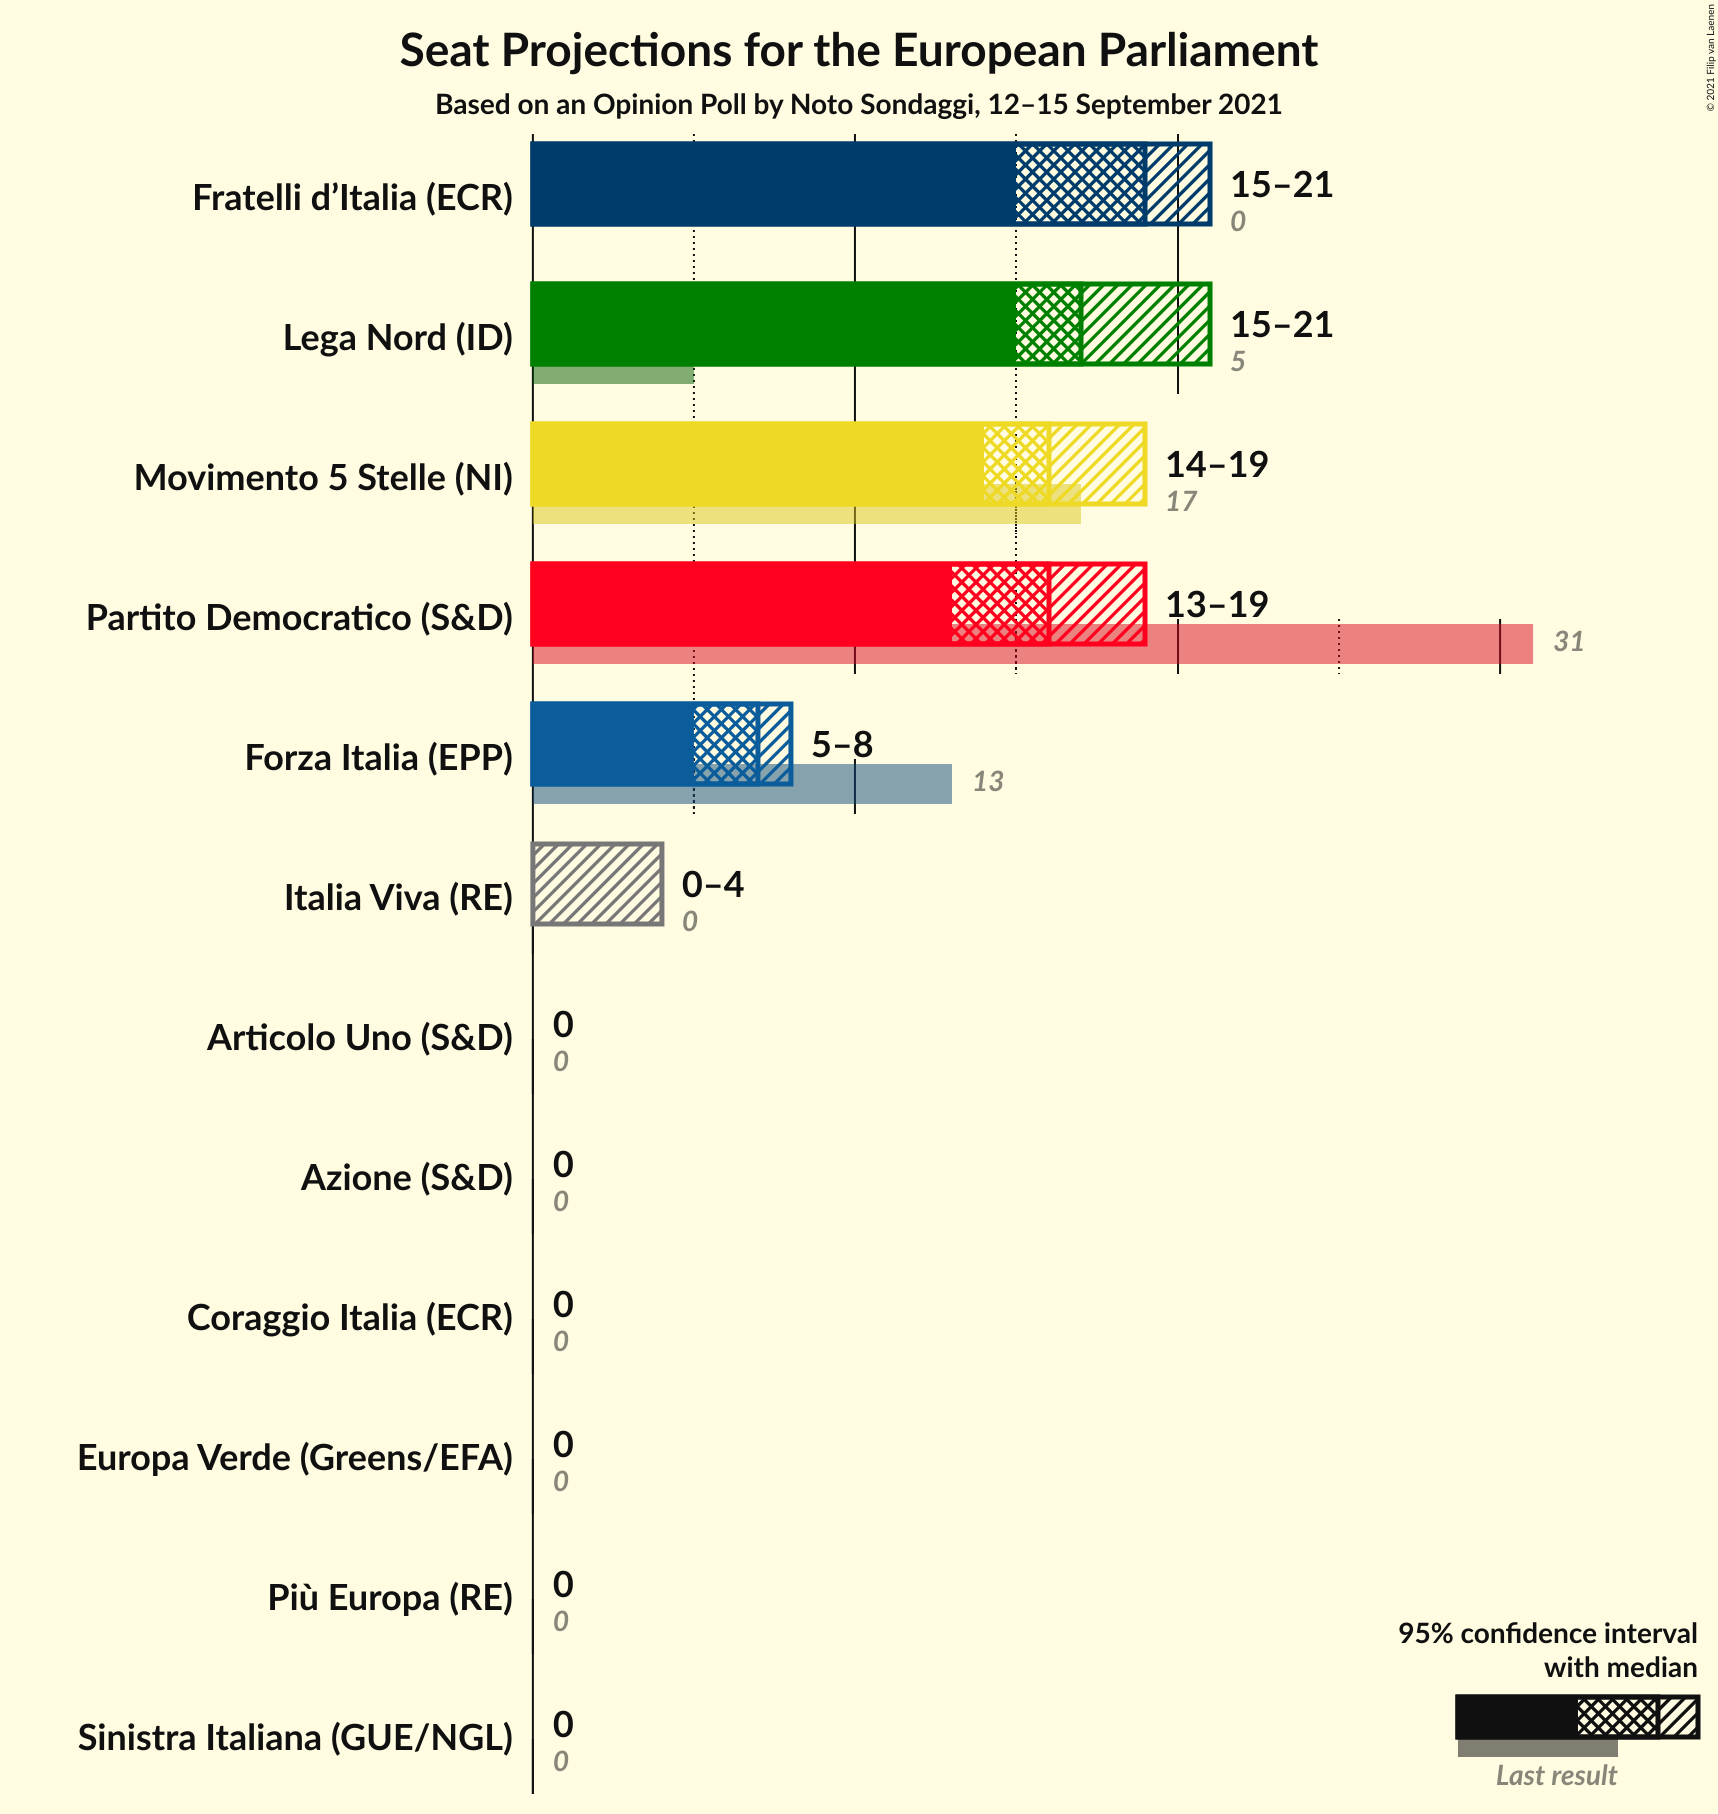 Seat Projections for the European Parliament
Based on an Opinion Poll by Noto Sondaggi, 12–15 September 2021
© 2021 Filip van Laenen
Fratelli d’Italia (ECR)
15–21
0
Lega Nord (ID)
15–21
5
Movimento 5 Stelle (NI)
14–19
17
Partito Democratico (S&D)
13–19
31
Forza Italia (EPP)
5–8
13
Italia Viva (RE)
0–4
0
Articolo Uno (S&D)
0
0
Azione (S&D)
0
0
Coraggio Italia (ECR)
0
0
Europa Verde (Greens/EFA)
0
0
Più Europa (RE)
0
0
Sinistra Italiana (GUE/NGL)
0
0
95% confidence interval
with median
Last result